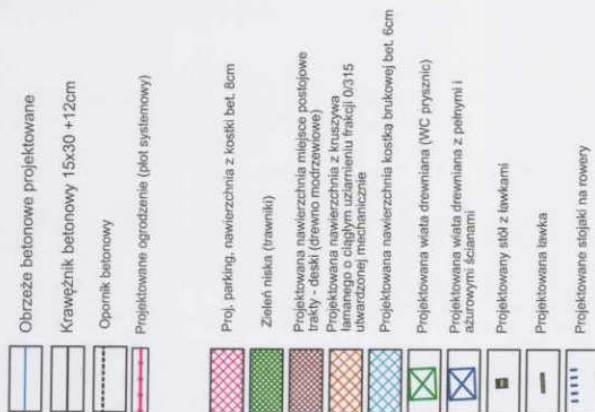 Obrzeże betonowe projektowane
Krawężnik betonowy 15x30 +12cm
Opornik betonowy
Projektowane ogrodzenie (płot systemowy)
Proj. parking, nawierzchnia z kostki bet. 8cm
Zieleń niska (trawniki)
Projektowana nawierzchnia miejsce postojowe
trakty - deski (drewno modrzewiowe)
Projektowana nawierzchnia z kruszywa
łamanego o ciągłym uziarnieniu frakcji 0/315
utwardzonej mechanicznie
Projektowana nawierzchnia kostką brukowej bet. 6cm
Projektowana wiata drewniana (WC prysznic)
Projektowana wiata drewniana z pełnymi i
ażurowymi ścianami
Projektowany stół z ławkami
Projektowana ławka
Projektowane stojaki na rowery